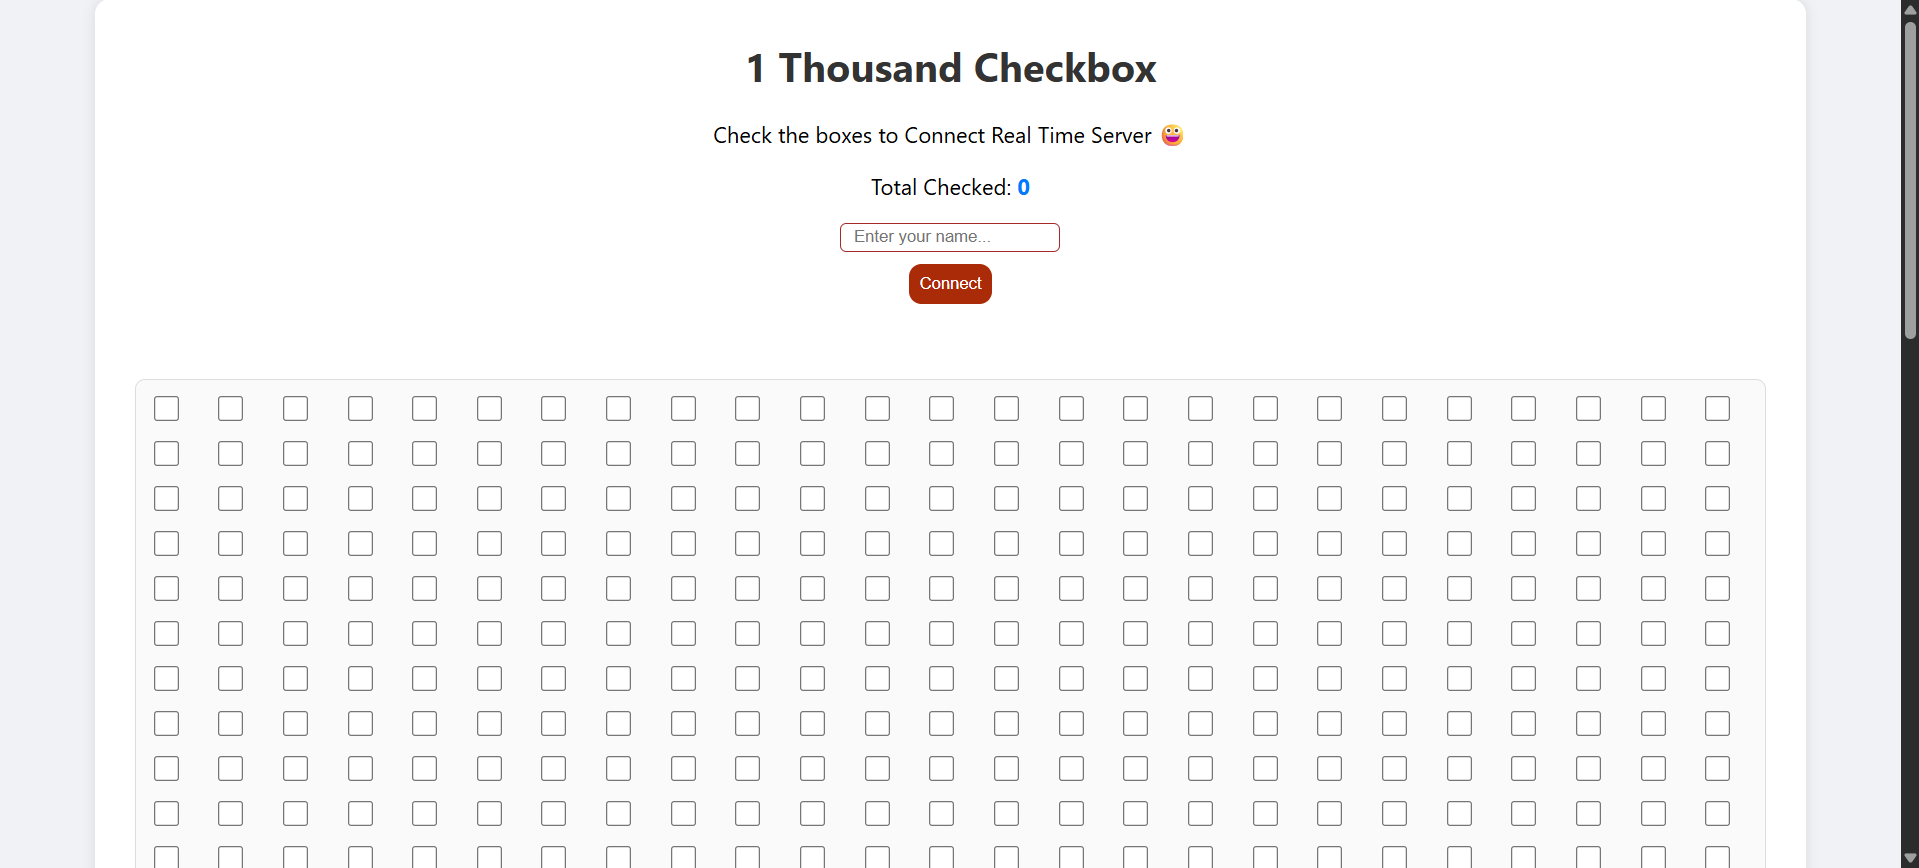 1 Thousand Checkbox
Check the boxes to Connect Real Time Server 😀
Total Checked: 0
Enter your name...
Connect